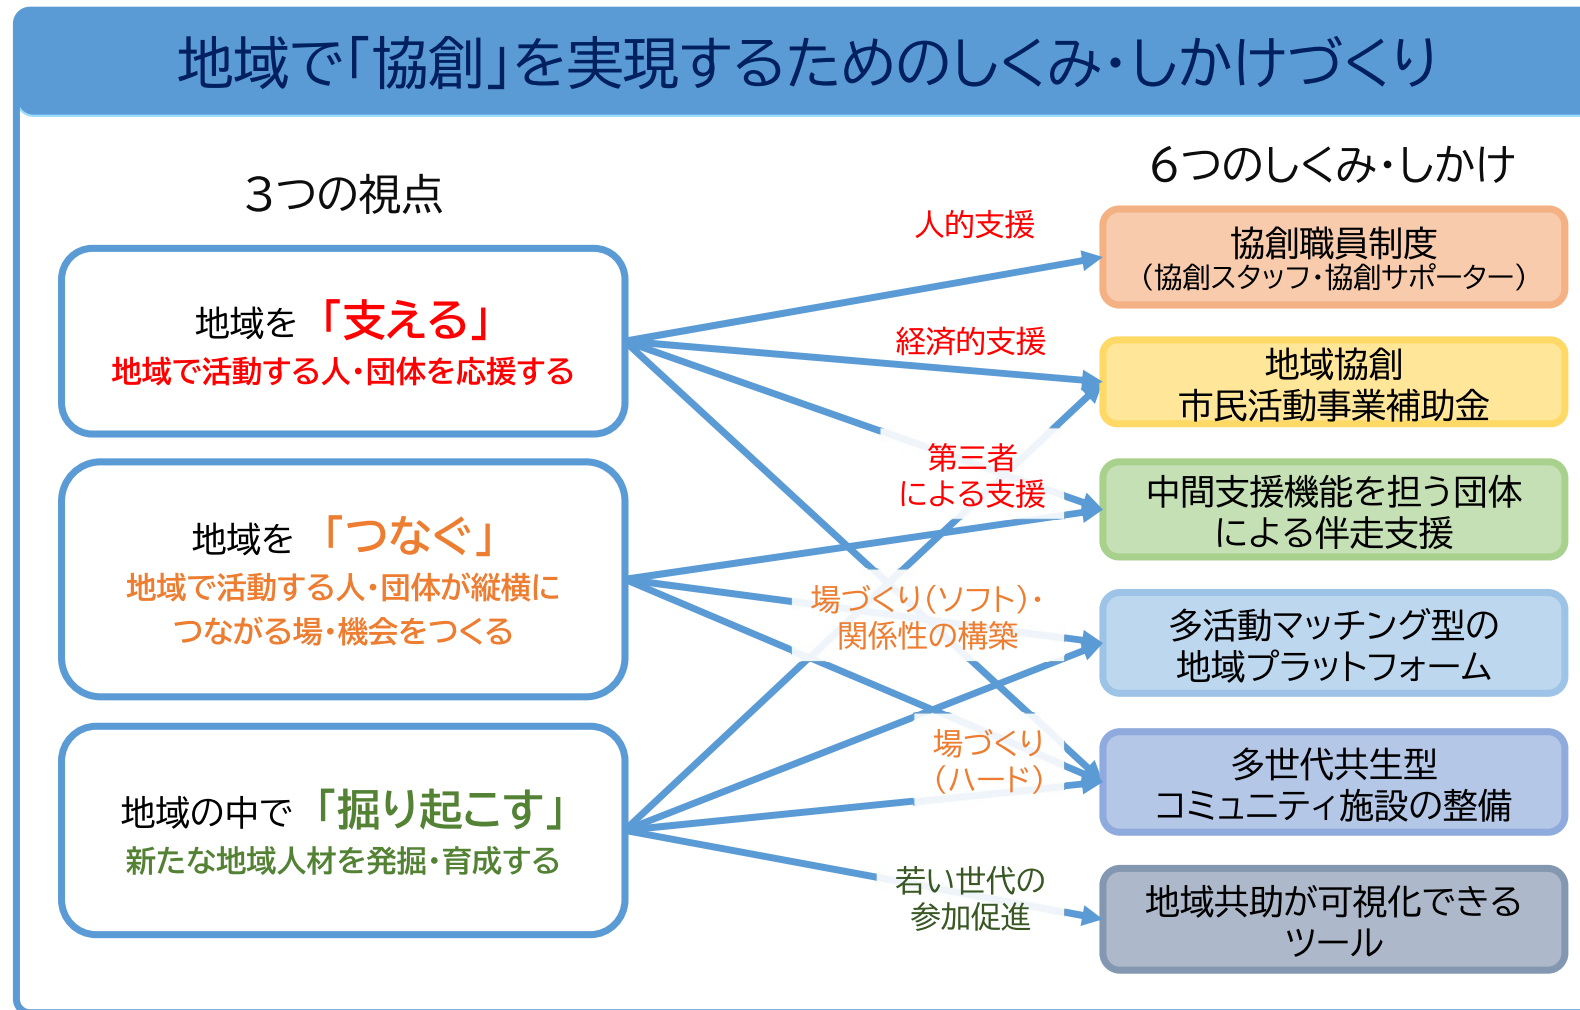 地域で「協創」を実現するためのしくみ・しかけづくり
３つの視点
地域を「支える」
地域で活動する人・団体を応援する
地域を「つなぐ」
地域で活動する人・団体が縦横に
つながる場・機会をつくる
地域の中で「掘り起こす」
新たな地域人材を発掘・育成する
人的支援
経済的支援
第三者
による支援
場づくり（ソフト）・
関係性の構築
場づくり
（ハード）
若い世代の
参加促進
６つのしくみ・しかけ
協創職員制度
（協創スタッフ・協創サポーター）
地域協創
市民活動事業補助金
中間支援機能を担う団体
による伴走支援
多活動マッチング型の
地域プラットフォーム
多世代共生型
コミュニティ施設の整備
地域共助が可視化できる
ツール